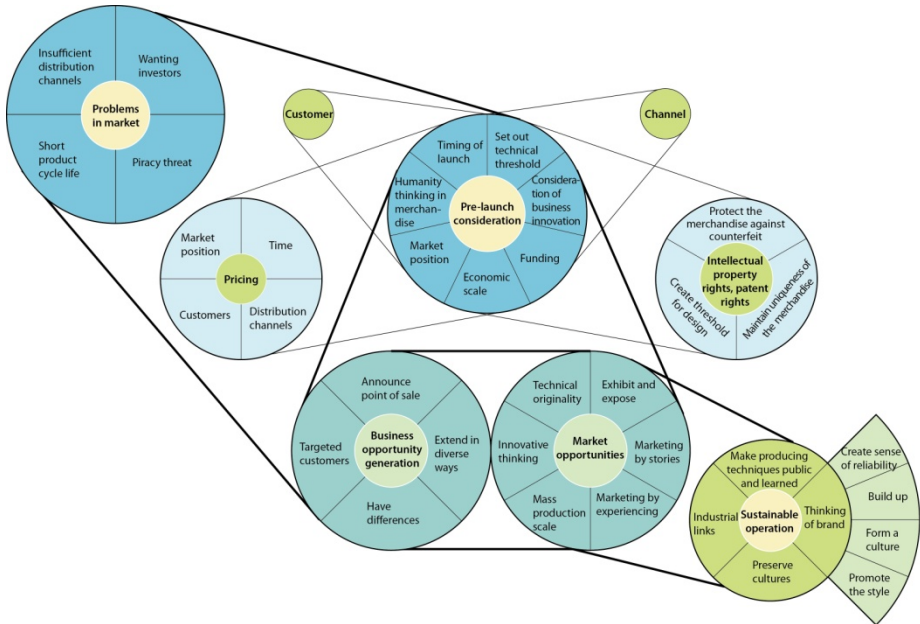 Insufficient
distribution
channels
Wanting
investors
Problems
in market
Short
product
cycle life
Piracy threat
Customer
Channel
Timing of
launch
Set out
technical
threshold
Humanity
thinking in
merchan-
dise
Pre-launch
consideration
Considera-
tion of
business
innovation
Market
position
Economic
scale
Funding
Market
position
Time
Pricing
Customers
Distribution
channels
Protect the
merchandise against
counterfeit
Intellectual
property
rights, patent
rights
Create threshold
for design
Maintain uniqueness of
the merchandise
Announce
point of sale
Targeted
customers
Business
opportunity
generation
Extend in
diverse
ways
Have
differences
Technical
originality
Exhibit and
expose
Innovative
thinking
Market
opportunities
Marketing
by stories
Mass
production
scale
Marketing by
experiencing
Make producing
techniques public
and learned
Industrial
links
Sustainable
operation
Thinking
of brand
Preserve
cultures
Create sense
of reliability
Build up
Form a
culture
Promote
the style